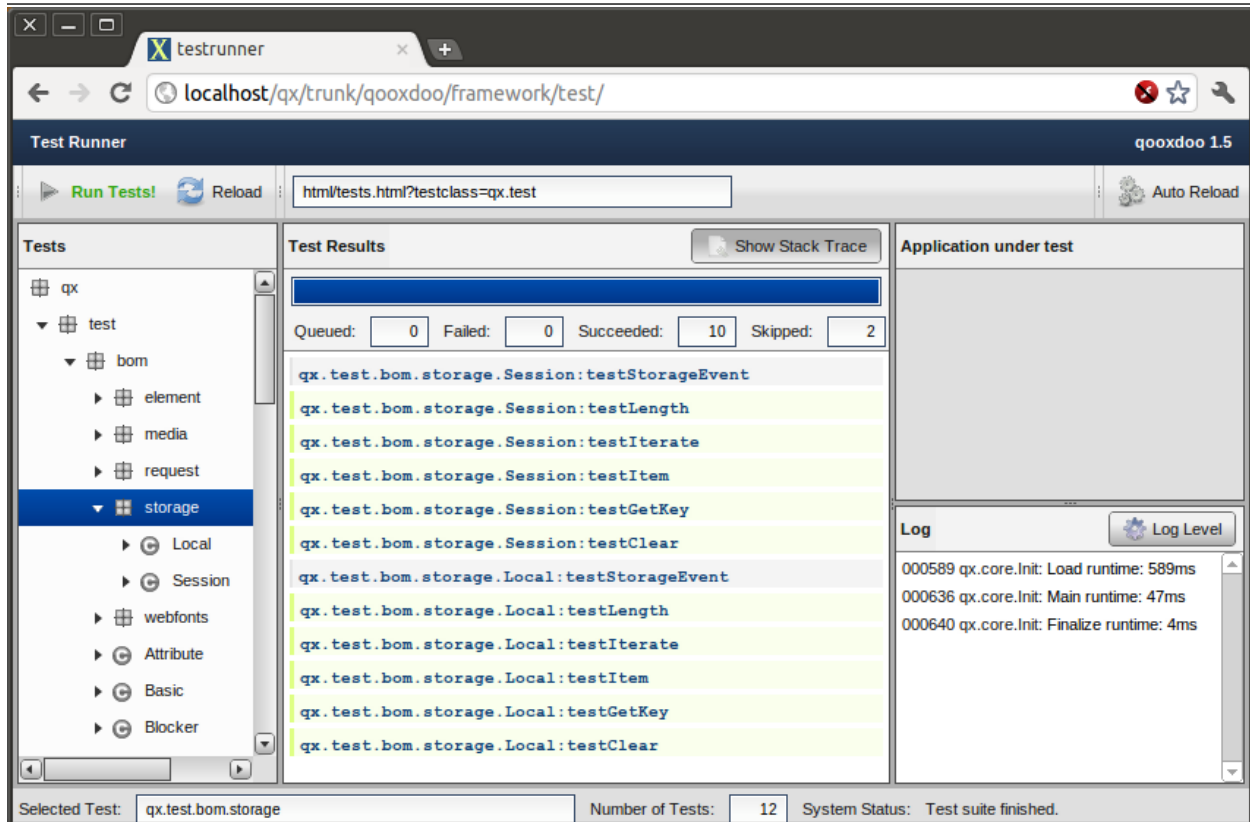 testrunner
localhost/qx/trunk/qooxdoo/framework/test/
Test Runner
qooxdoo 1.5
Run Tests!
Reload
html/tests.html?testclass=qx.test
Auto Reload
Tests
qx
test
bom
element
media
request
storage
Local
Session
webfonts
Attribute
Basic
Blocker
Test Results
Show Stack Trace
Queued: 0 Failed: 0 Succeeded: 10 Skipped: 2
qx.test.bom.storage.Session:testStorageEvent
qx.test.bom.storage.Session:testLength
qx.test.bom.storage.Session:testIterate
qx.test.bom.storage.Session:testItem
qx.test.bom.storage.Session:testGetKey
qx.test.bom.storage.Session:testClear
qx.test.bom.storage.Local:testStorageEvent
qx.test.bom.storage.Local:testLength
qx.test.bom.storage.Local:testIterate
qx.test.bom.storage.Local:testItem
qx.test.bom.storage.Local:testGetKey
qx.test.bom.storage.Local:testClear
Application under test
Log
Log Level
000589 qx.core.Init: Load runtime: 589ms
000636 qx.core.Init: Main runtime: 47ms
000640 qx.core.Init: Finalize runtime: 4ms
Selected Test: qx.test.bom.storage
Number of Tests: 12
System Status: Test suite finished.